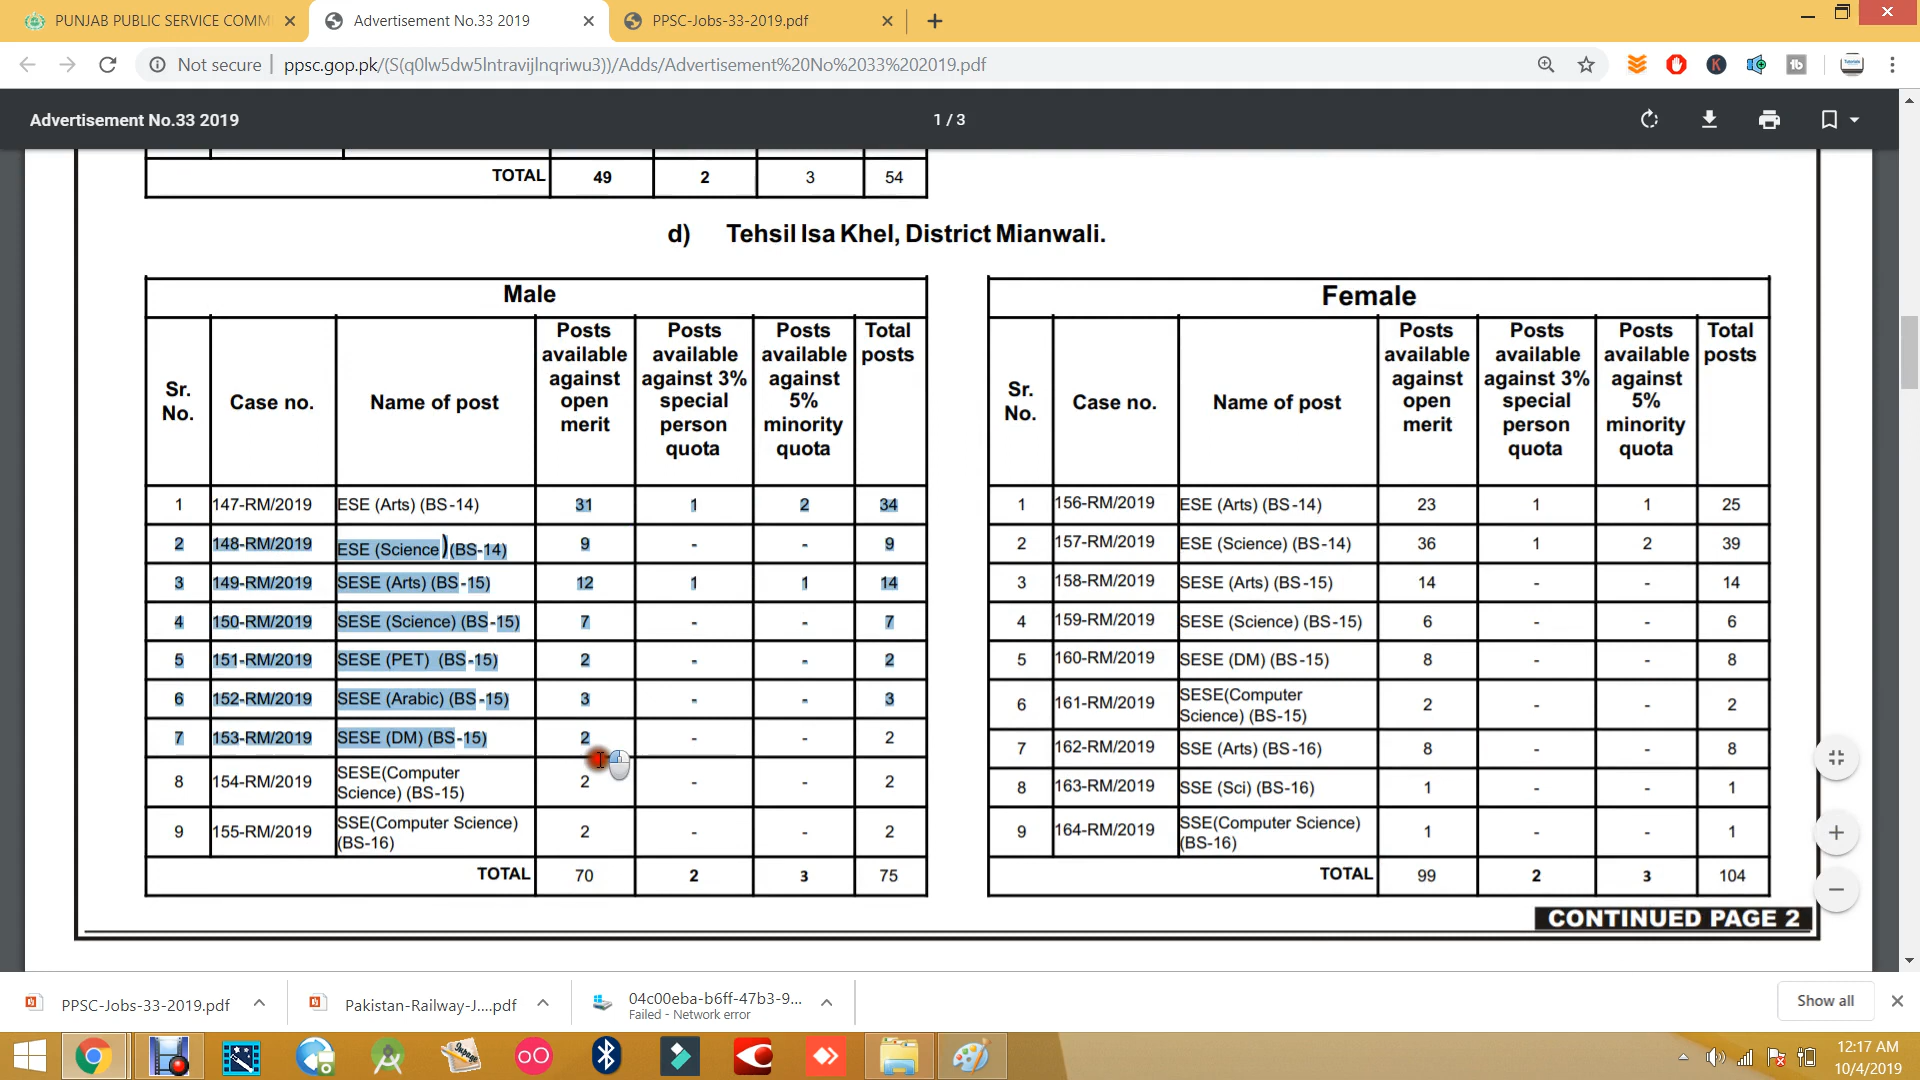 PUNJAB PUBLIC SERVICE COMM
Advertisement No.33 2019
PPSC-Jobs-33-2019.pdf
Not secure
ppsc.gop.pk/(S(q0lw5dw5lntravijlnqriwu3))/Adds/Advertisement%20No%2033%202019.pdf
Advertisement No.33 2019
1 / 3
TOTAL 49 2 3 54
d) Tehsil Isa Khel, District Mianwali.
Male
Sr. No. Case no. Name of post Posts available against open merit Posts available against 3% special person quota Posts available against 5% minority quota Total posts
1 147-RM/2019 ESE (Arts) (BS-14) 31 1 2 34
2 148-RM/2019 ESE (Science) (BS-14) 9 - - 9
3 149-RM/2019 SESE (Arts) (BS-15) 12 1 1 14
4 150-RM/2019 SESE (Science) (BS-15) 7 - - 7
5 151-RM/2019 SESE (PET) (BS-15) 2 - - 2
6 152-RM/2019 SESE (Arabic) (BS-15) 3 - - 3
7 153-RM/2019 SESE (DM) (BS-15) 2 - - 2
8 154-RM/2019 SESE(Computer Science) (BS-15) 2 - - 2
9 155-RM/2019 SSE(Computer Science) (BS-16) 2 - - 2
TOTAL 70 2 3 75
Female
Sr. No. Case no. Name of post Posts available against open merit Posts available against 3% special person quota Posts available against 5% minority quota Total posts
1 156-RM/2019 ESE (Arts) (BS-14) 23 1 1 25
2 157-RM/2019 ESE (Science) (BS-14) 36 1 2 39
3 158-RM/2019 SESE (Arts) (BS-15) 14 - - 14
4 159-RM/2019 SESE (Science) (BS-15) 6 - - 6
5 160-RM/2019 SESE (DM) (BS-15) 8 - - 8
6 161-RM/2019 SESE(Computer Science) (BS-15) 2 - - 2
7 162-RM/2019 SSE (Arts) (BS-16) 8 - - 8
8 163-RM/2019 SSE (Sci) (BS-16) 1 - - 1
9 164-RM/2019 SSE(Computer Science) (BS-16) 1 - - 1
TOTAL 99 2 3 104
CONTINUED PAGE 2
PPSC-Jobs-33-2019.pdf
Pakistan-Railway-J....pdf
04c00eba-b6ff-47b3-9...
Failed - Network error
Show all
12:17 AM
10/4/2019